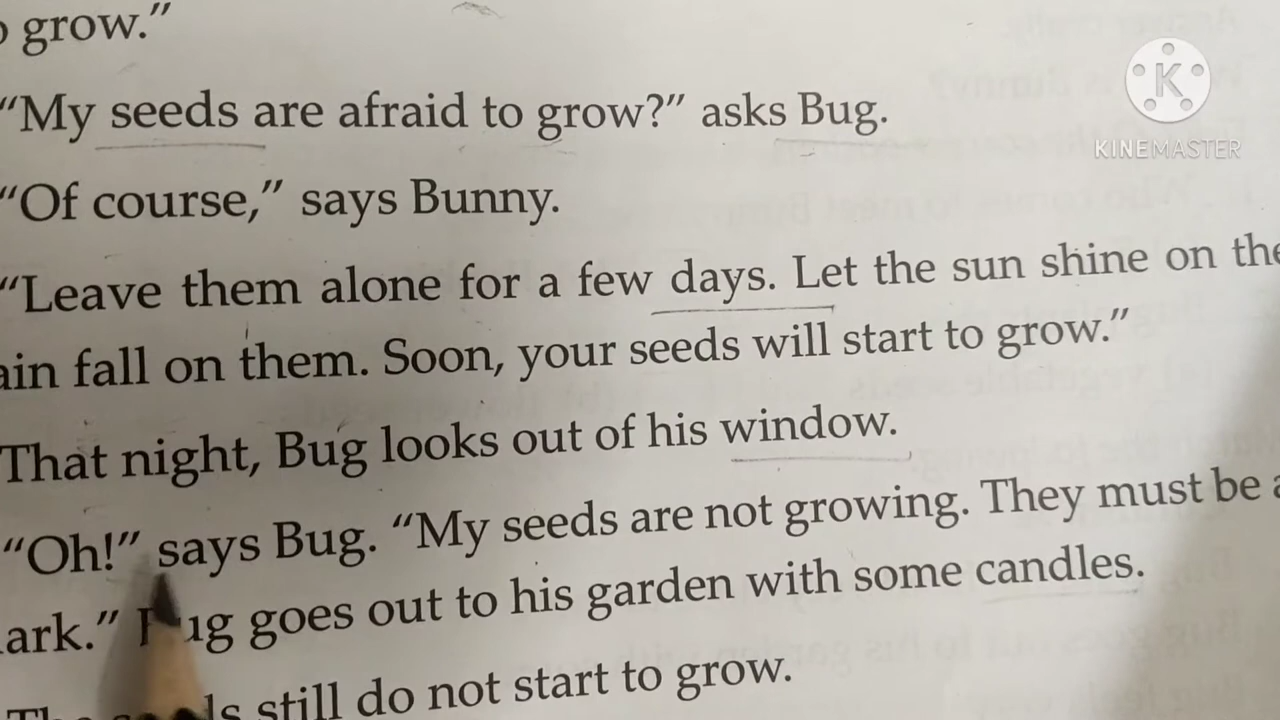 grow.”
“My seeds are afraid to grow?” asks Bug.
“Of course,” says Bunny.
“Leave them alone for a few days. Let the sun shine on the
ain fall on them. Soon, your seeds will start to grow.”
That night, Bug looks out of his window.
“Oh!” says Bug. “My seeds are not growing. They must be a
ark.” Bug goes out to his garden with some candles.
still do not start to grow.
KINEMASTER